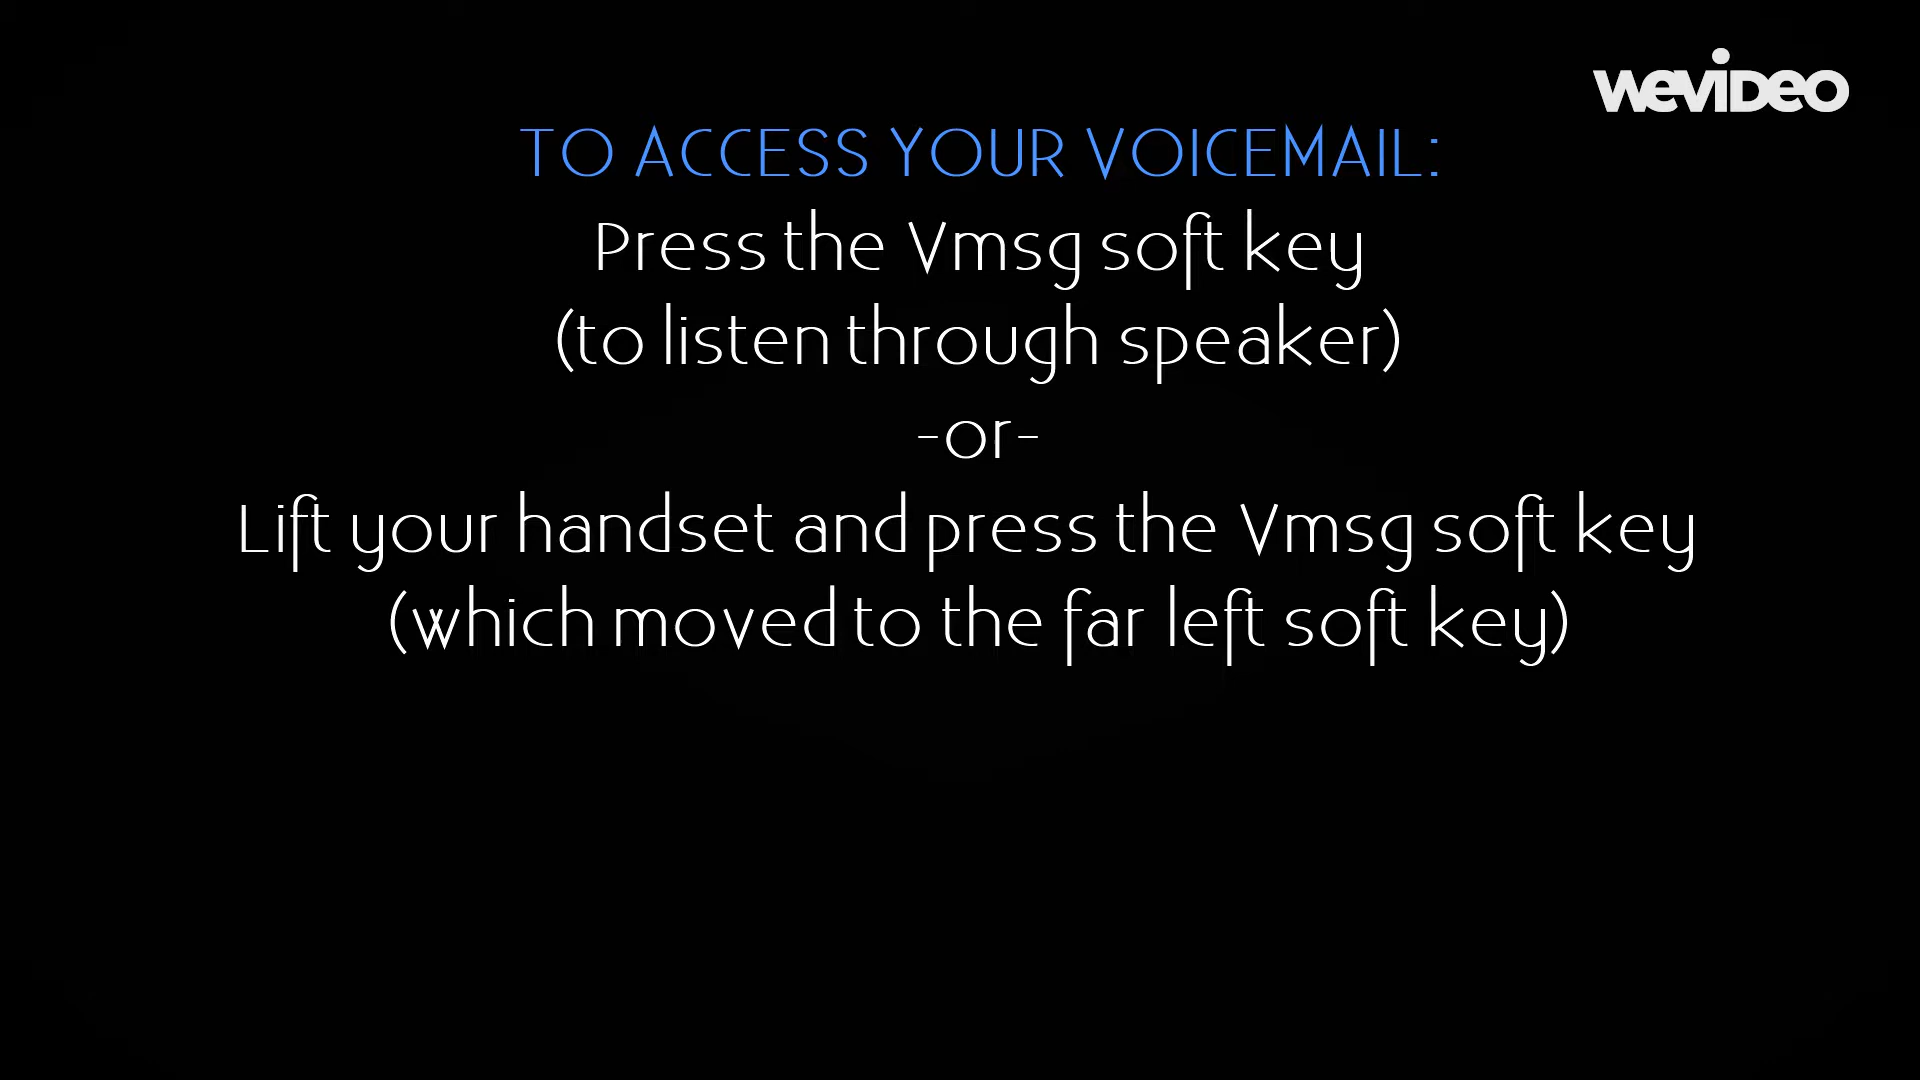 wevideo
TO ACCESS YOUR VOICEMAIL:
Press the Vmsg soft key
(to listen through speaker)
-or-
Lift your handset and press the Vmsg soft key
(which moved to the far left soft key)